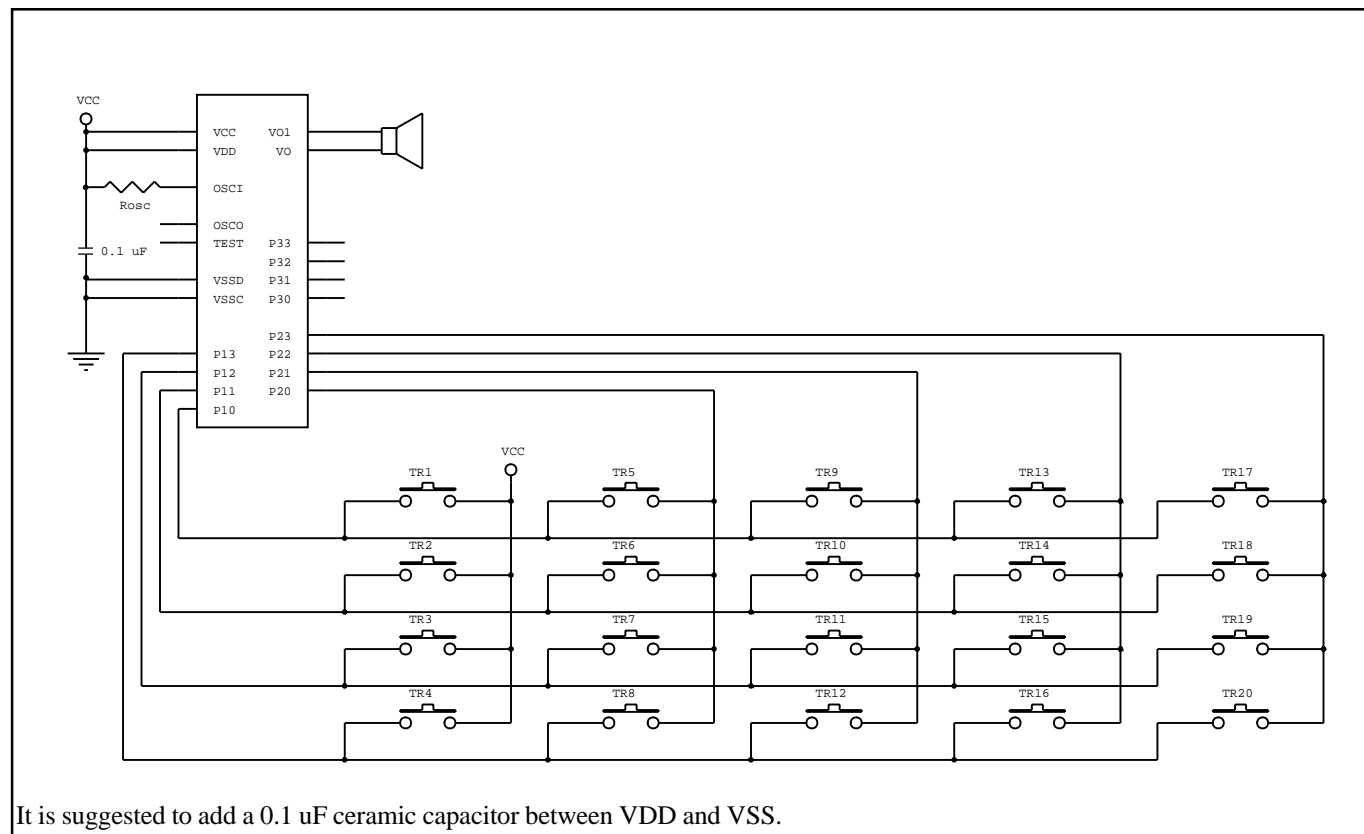 VCC
VCC VO1
VDD VO
OSCI
Rosc
OSCO
TEST P33
0.1 uF
P32
VSSD P31
VSSC P30
P23
P13 P22
P12 P21
P11 P20
P10
VCC
TR1 TR5 TR9 TR13 TR17
TR2 TR6 TR10 TR14 TR18
TR3 TR7 TR11 TR15 TR19
TR4 TR8 TR12 TR16 TR20
It is suggested to add a 0.1 uF ceramic capacitor between VDD and VSS.